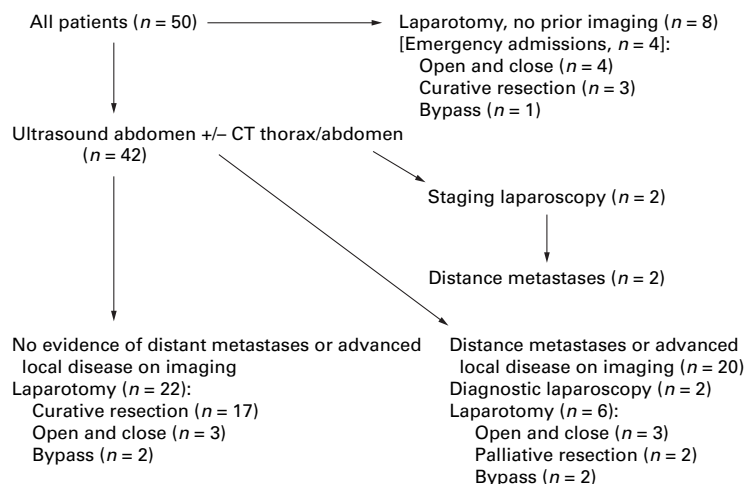 All patients (n = 50)
Laparotomy, no prior imaging (n = 8)
[Emergency admissions, n = 4]:
Open and close (n = 4)
Curative resection (n = 3)
Bypass (n = 1)
Ultrasound abdomen +/– CT thorax/abdomen
(n = 42)
Staging laparoscopy (n = 2)
Distance metastases (n = 2)
No evidence of distant metastases or advanced
local disease on imaging
Laparotomy (n = 22):
Curative resection (n = 17)
Open and close (n = 3)
Bypass (n = 2)
Distance metastases or advanced
local disease on imaging (n = 20)
Diagnostic laparoscopy (n = 2)
Laparotomy (n = 6):
Open and close (n = 3)
Palliative resection (n = 2)
Bypass (n = 2)